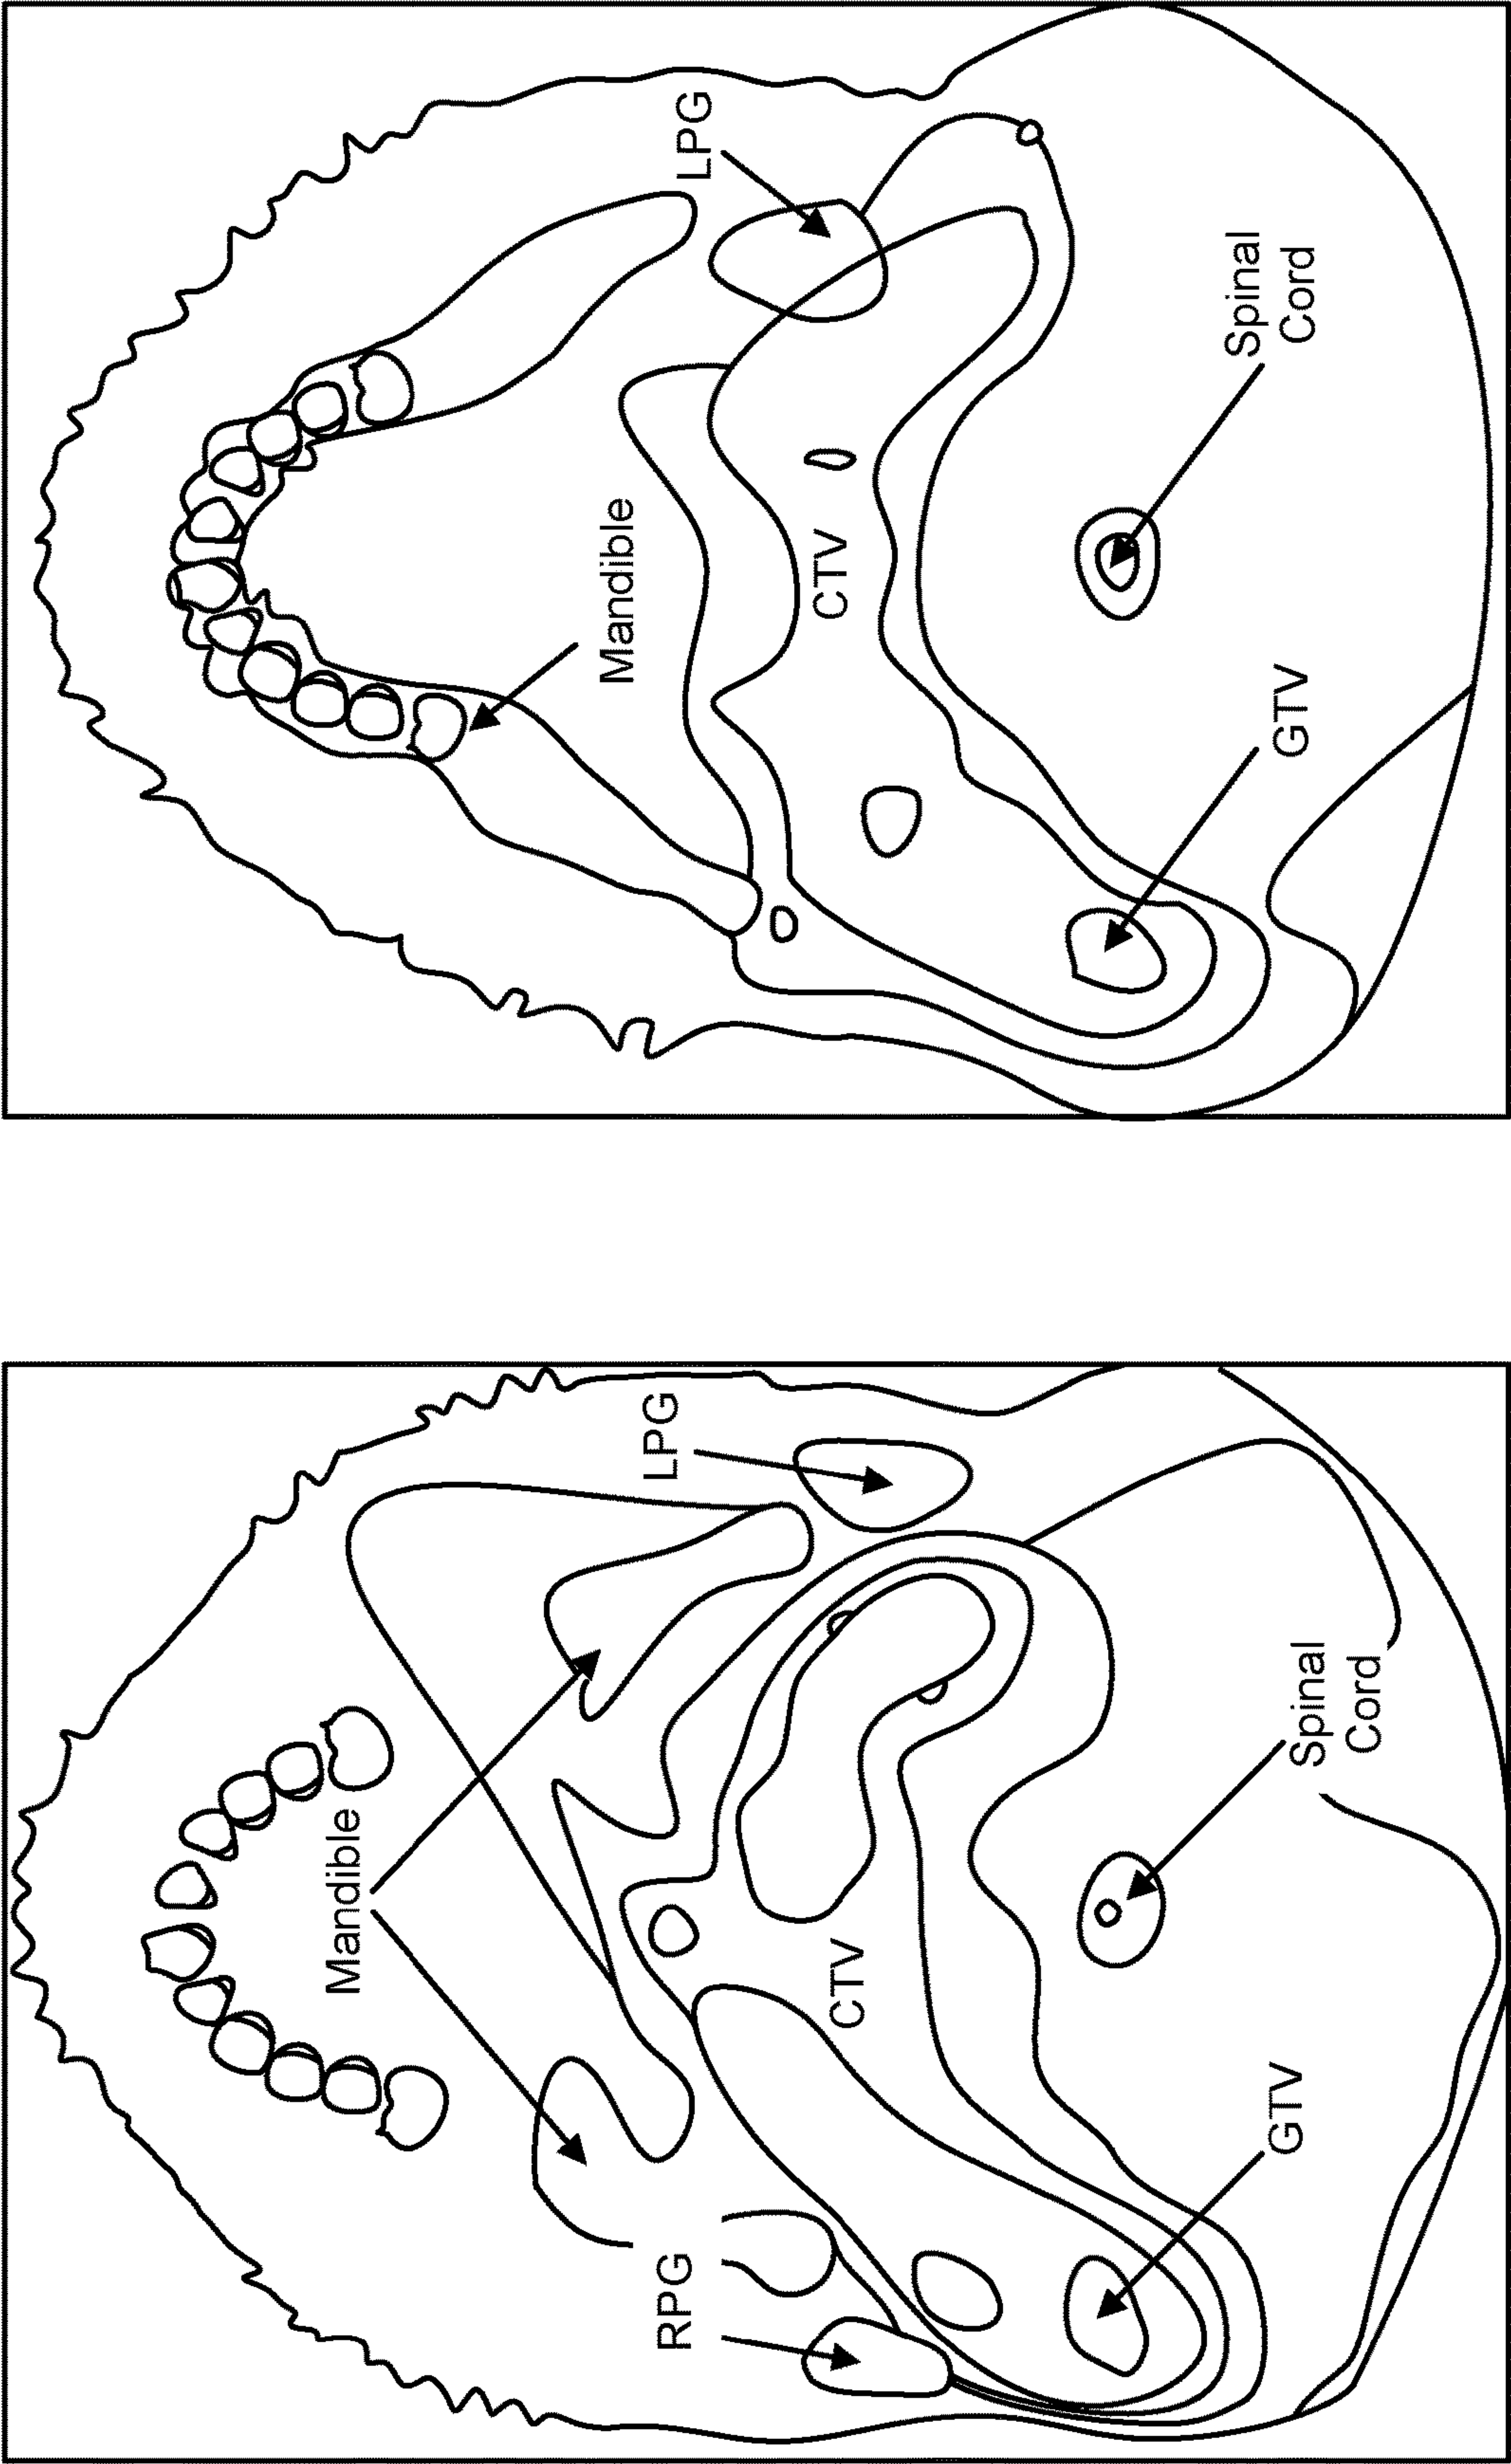 Mandible
RPG
LPG
CTV
GTV
Spinal
Cord
Mandible
LPG
CTV
GTV
Spinal
Cord